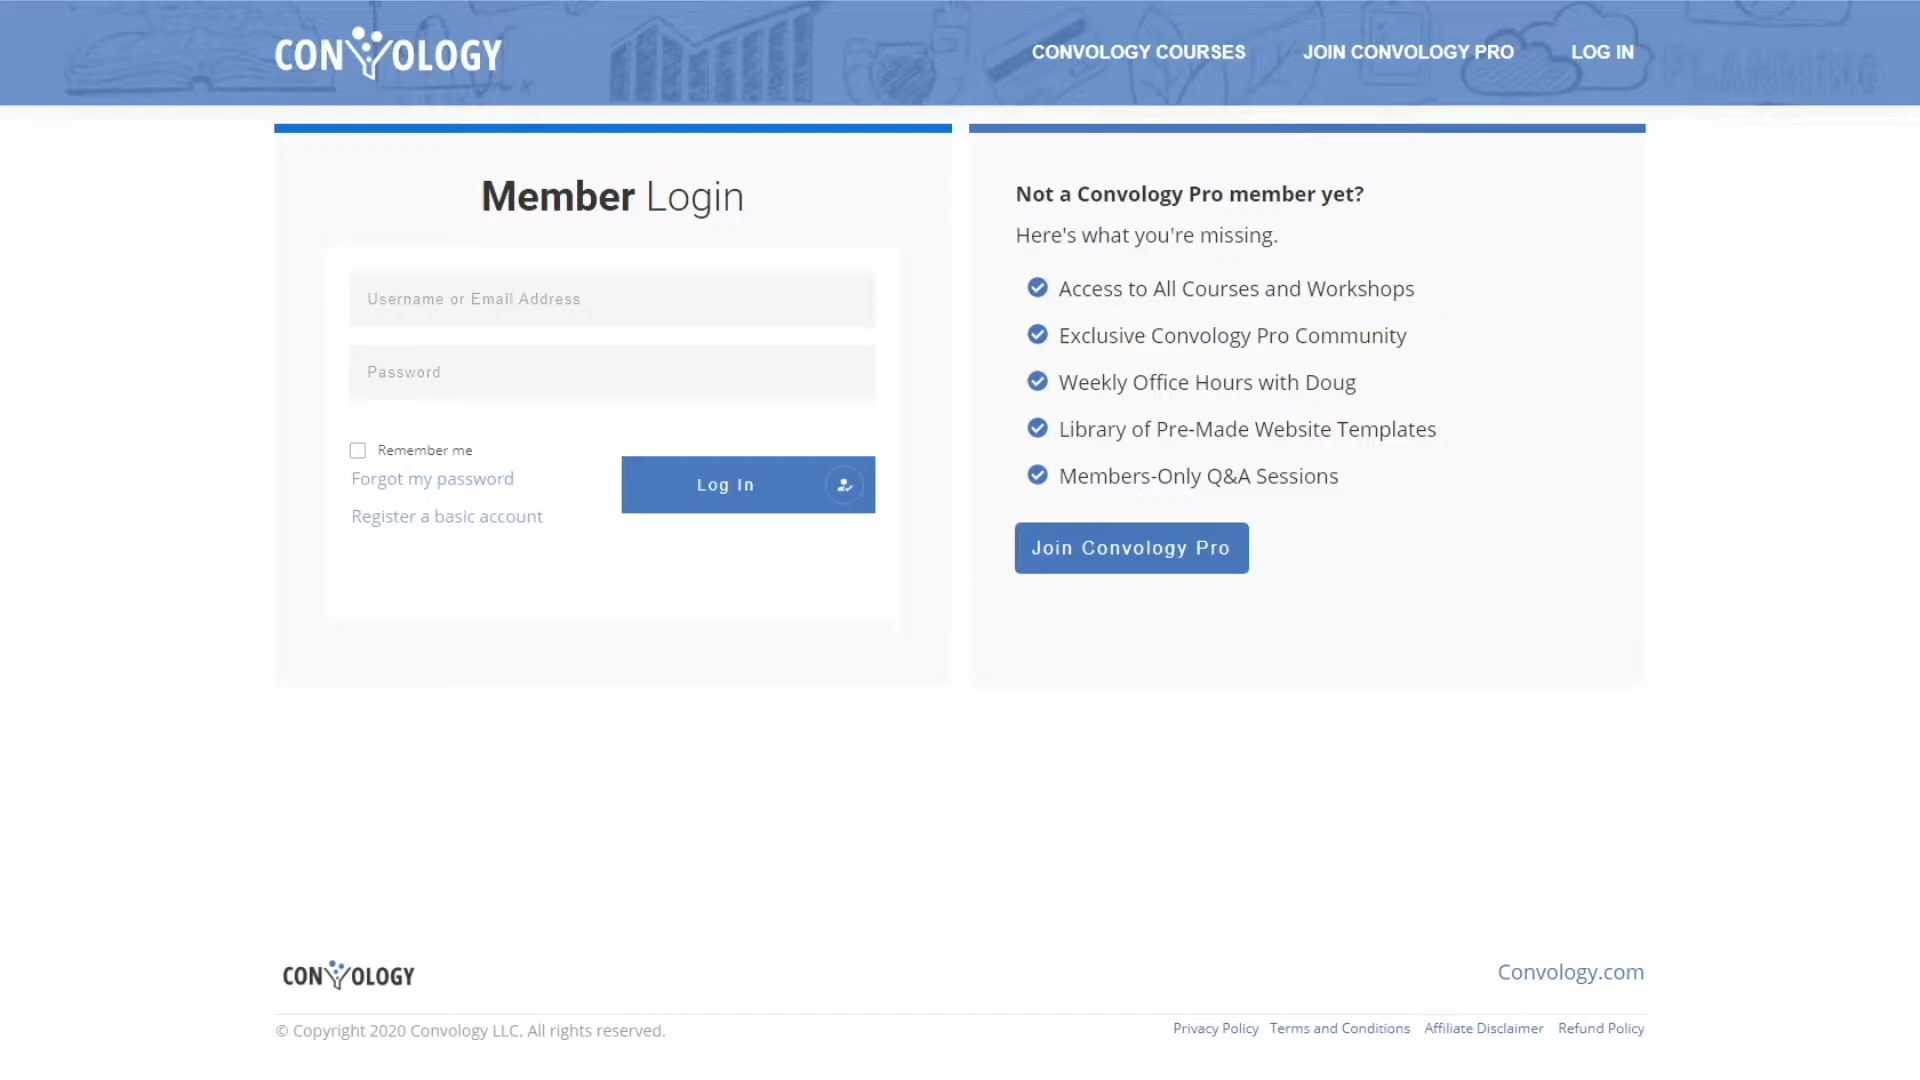 CONVOLOGY
CONVOLOGY COURSES
JOIN CONVOLOGY PRO
LOG IN
PLANNING
Member Login
Username or Email Address
Password
Remember me
Forgot my password
Log In
Register a basic account
Not a Convology Pro member yet?
Here's what you're missing.
Access to All Courses and Workshops
Exclusive Convology Pro Community
Weekly Office Hours with Doug
Library of Pre-Made Website Templates
Members-Only Q&A Sessions
Join Convology Pro
CONVOLOGY
Convology.com
© Copyright 2020 Convology LLC. All rights reserved.
Privacy Policy Terms and Conditions Affiliate Disclaimer Refund Policy